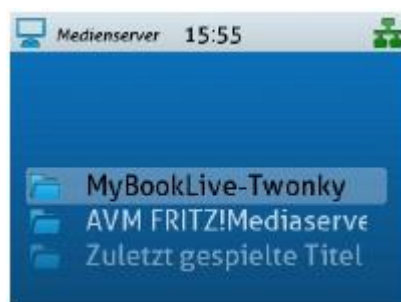 Medienserver 15:55
MyBookLive-Twonky
AVM FRITZ!Mediaserve
Zuletzt gespielte Titel